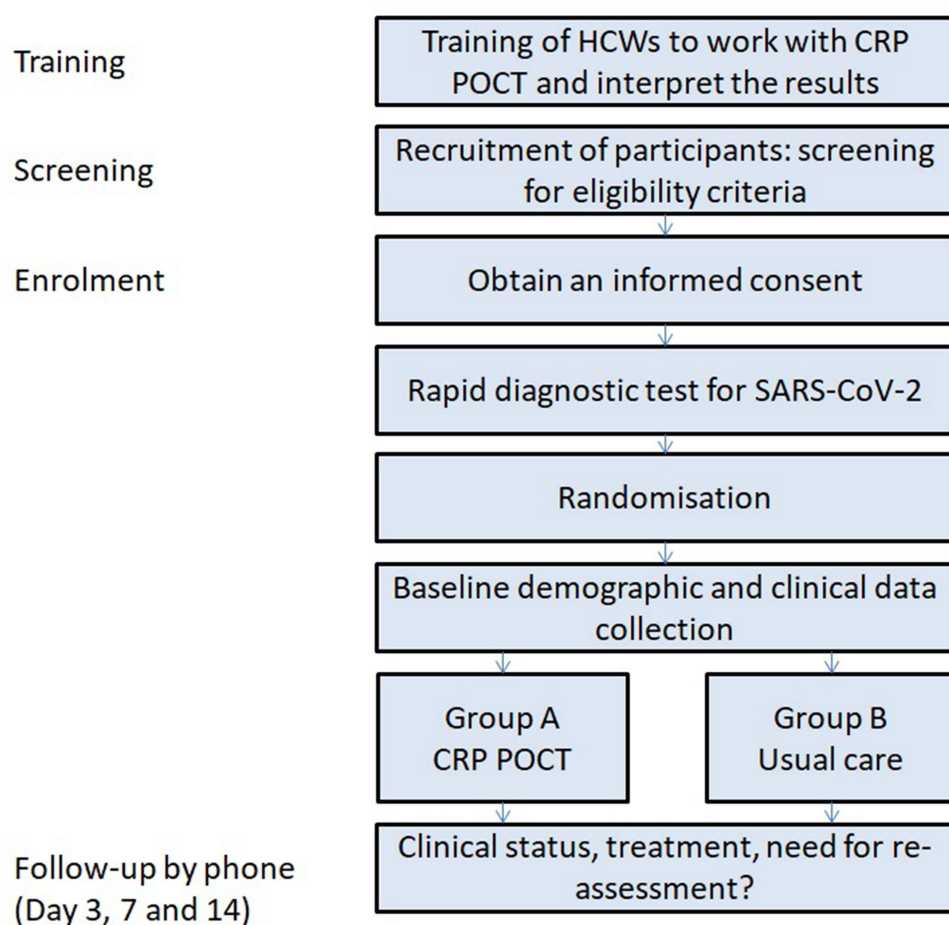 Training
Training of HCWs to work with CRP
POCT and interpret the results
Screening
Recruitment of participants: screening
for eligibility criteria
Enrolment
Obtain an informed consent
Rapid diagnostic test for SARS-CoV-2
Randomisation
Baseline demographic and clinical data
collection
Group A
CRP POCT
Group B
Usual care
Follow-up by phone
(Day 3, 7 and 14)
Clinical status, treatment, need for re-
assessment?